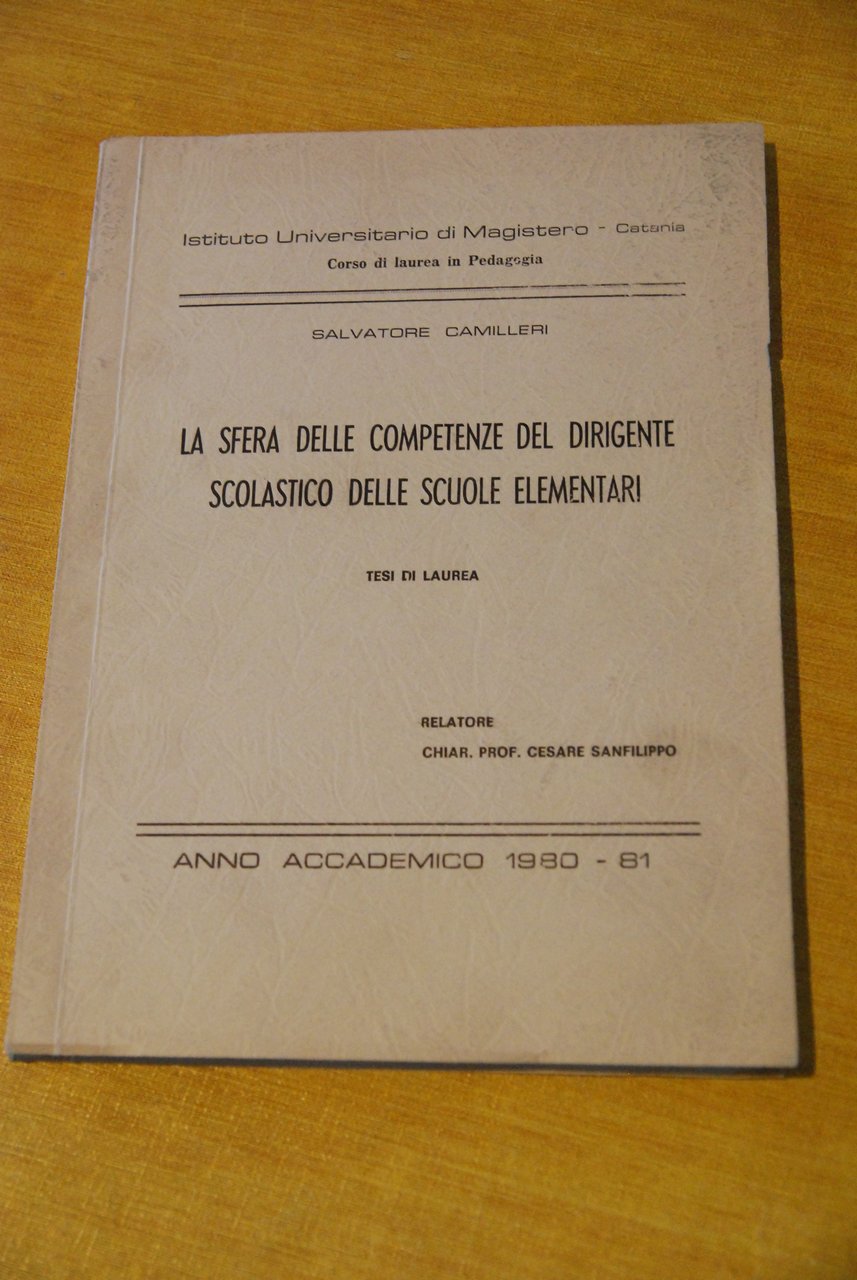 Istituto Universitario di Magistero - Catania
Corso di laurea in Pedagogia
SALVATORE CAMILLERI
LA SFERA DELLE COMPETENZE DEL DIRIGENTE
SCOLASTICO DELLE SCUOLE ELEMENTARI
TESI DI LAUREA
RELATORE
CHIAR. PROF. CESARE SANFILIPPO
ANNO ACCADEMICO 1980 - 81